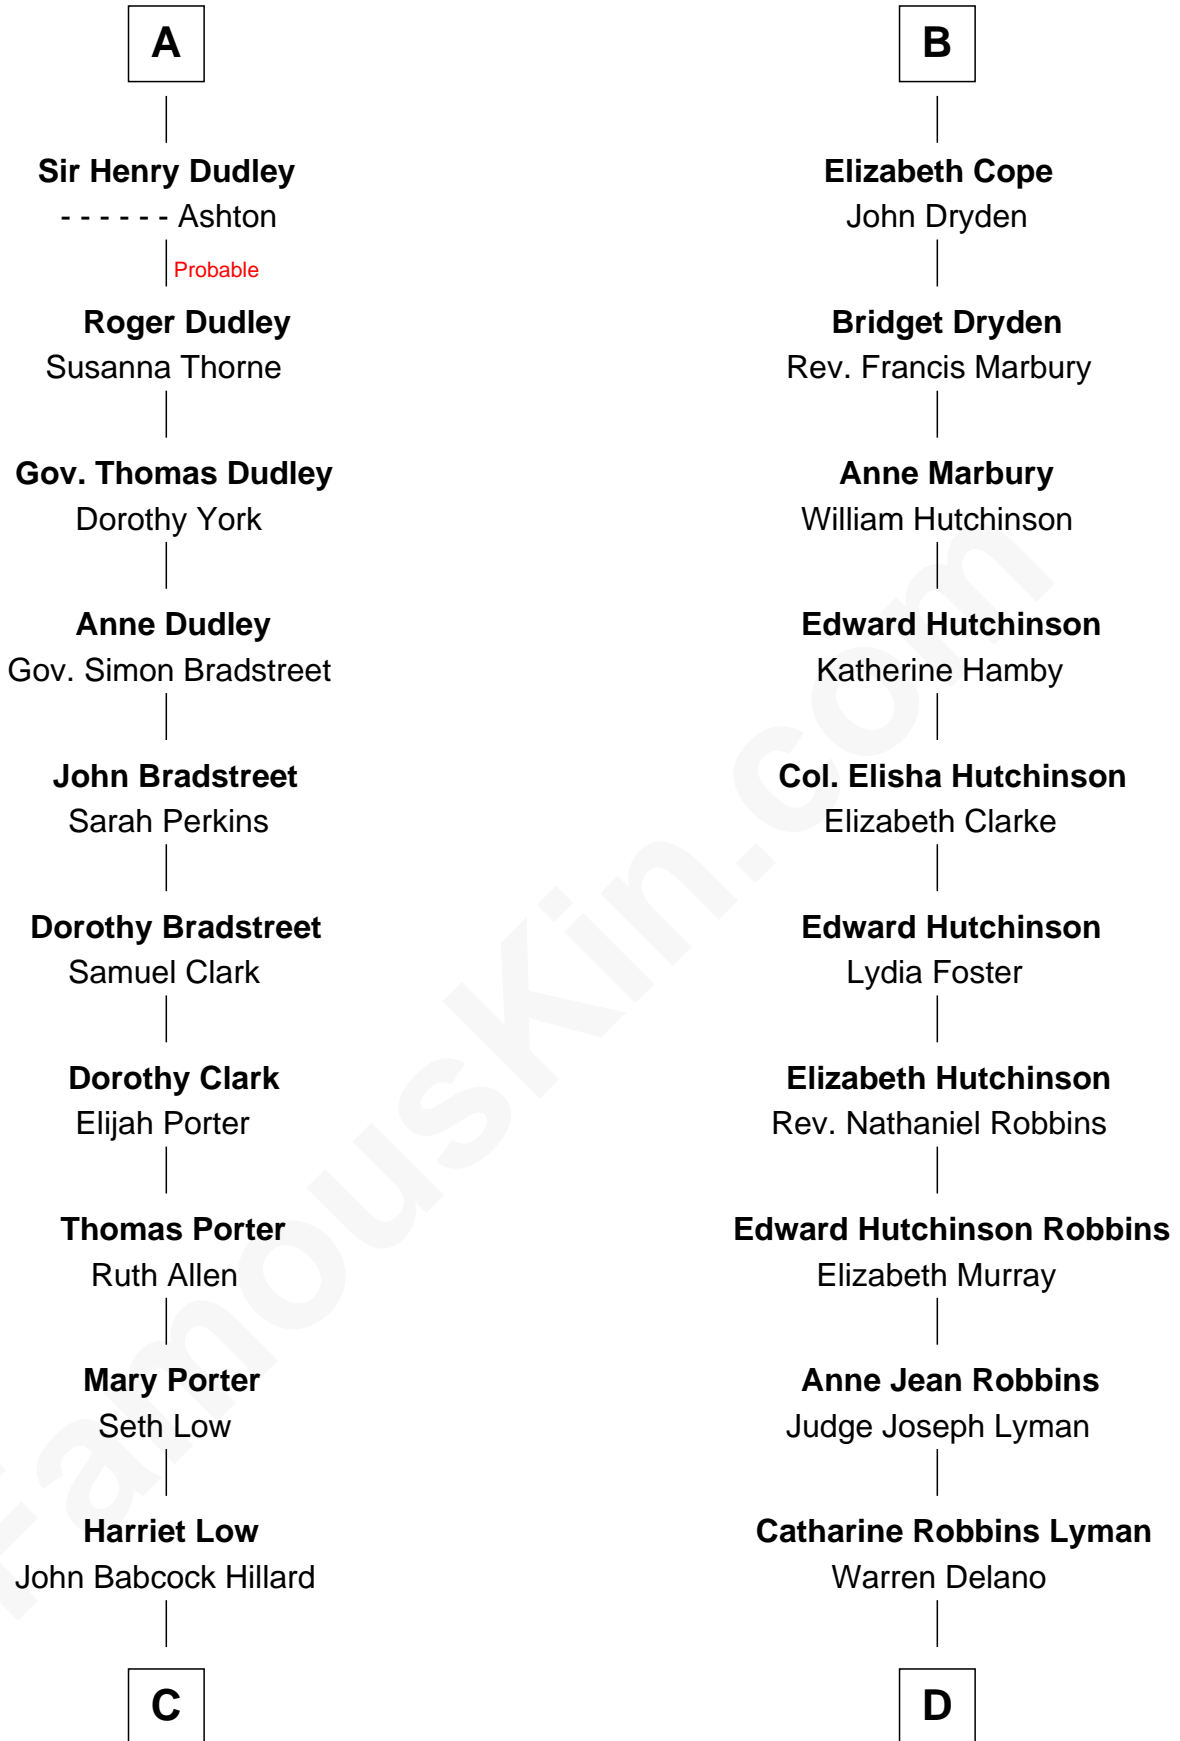 A
Sir Henry Dudley
- - - - - - Ashton
Probable
Roger Dudley
Susanna Thorne
Gov. Thomas Dudley
Dorothy York
Anne Dudley
Gov. Simon Bradstreet
John Bradstreet
Sarah Perkins
Dorothy Bradstreet
Samuel Clark
Dorothy Clark
Elijah Porter
Thomas Porter
Ruth Allen
Mary Porter
Seth Low
Harriet Low
John Babcock Hillard
C
B
Elizabeth Cope
John Dryden
Bridget Dryden
Rev. Francis Marbury
Anne Marbury
William Hutchinson
Edward Hutchinson
Katherine Hamby
Col. Elisha Hutchinson
Elizabeth Clarke
Edward Hutchinson
Lydia Foster
Elizabeth Hutchinson
Rev. Nathaniel Robbins
Edward Hutchinson Robbins
Elizabeth Murray
Anne Jean Robbins
Judge Joseph Lyman
Catharine Robbins Lyman
Warren Delano
D
FamousKin.com